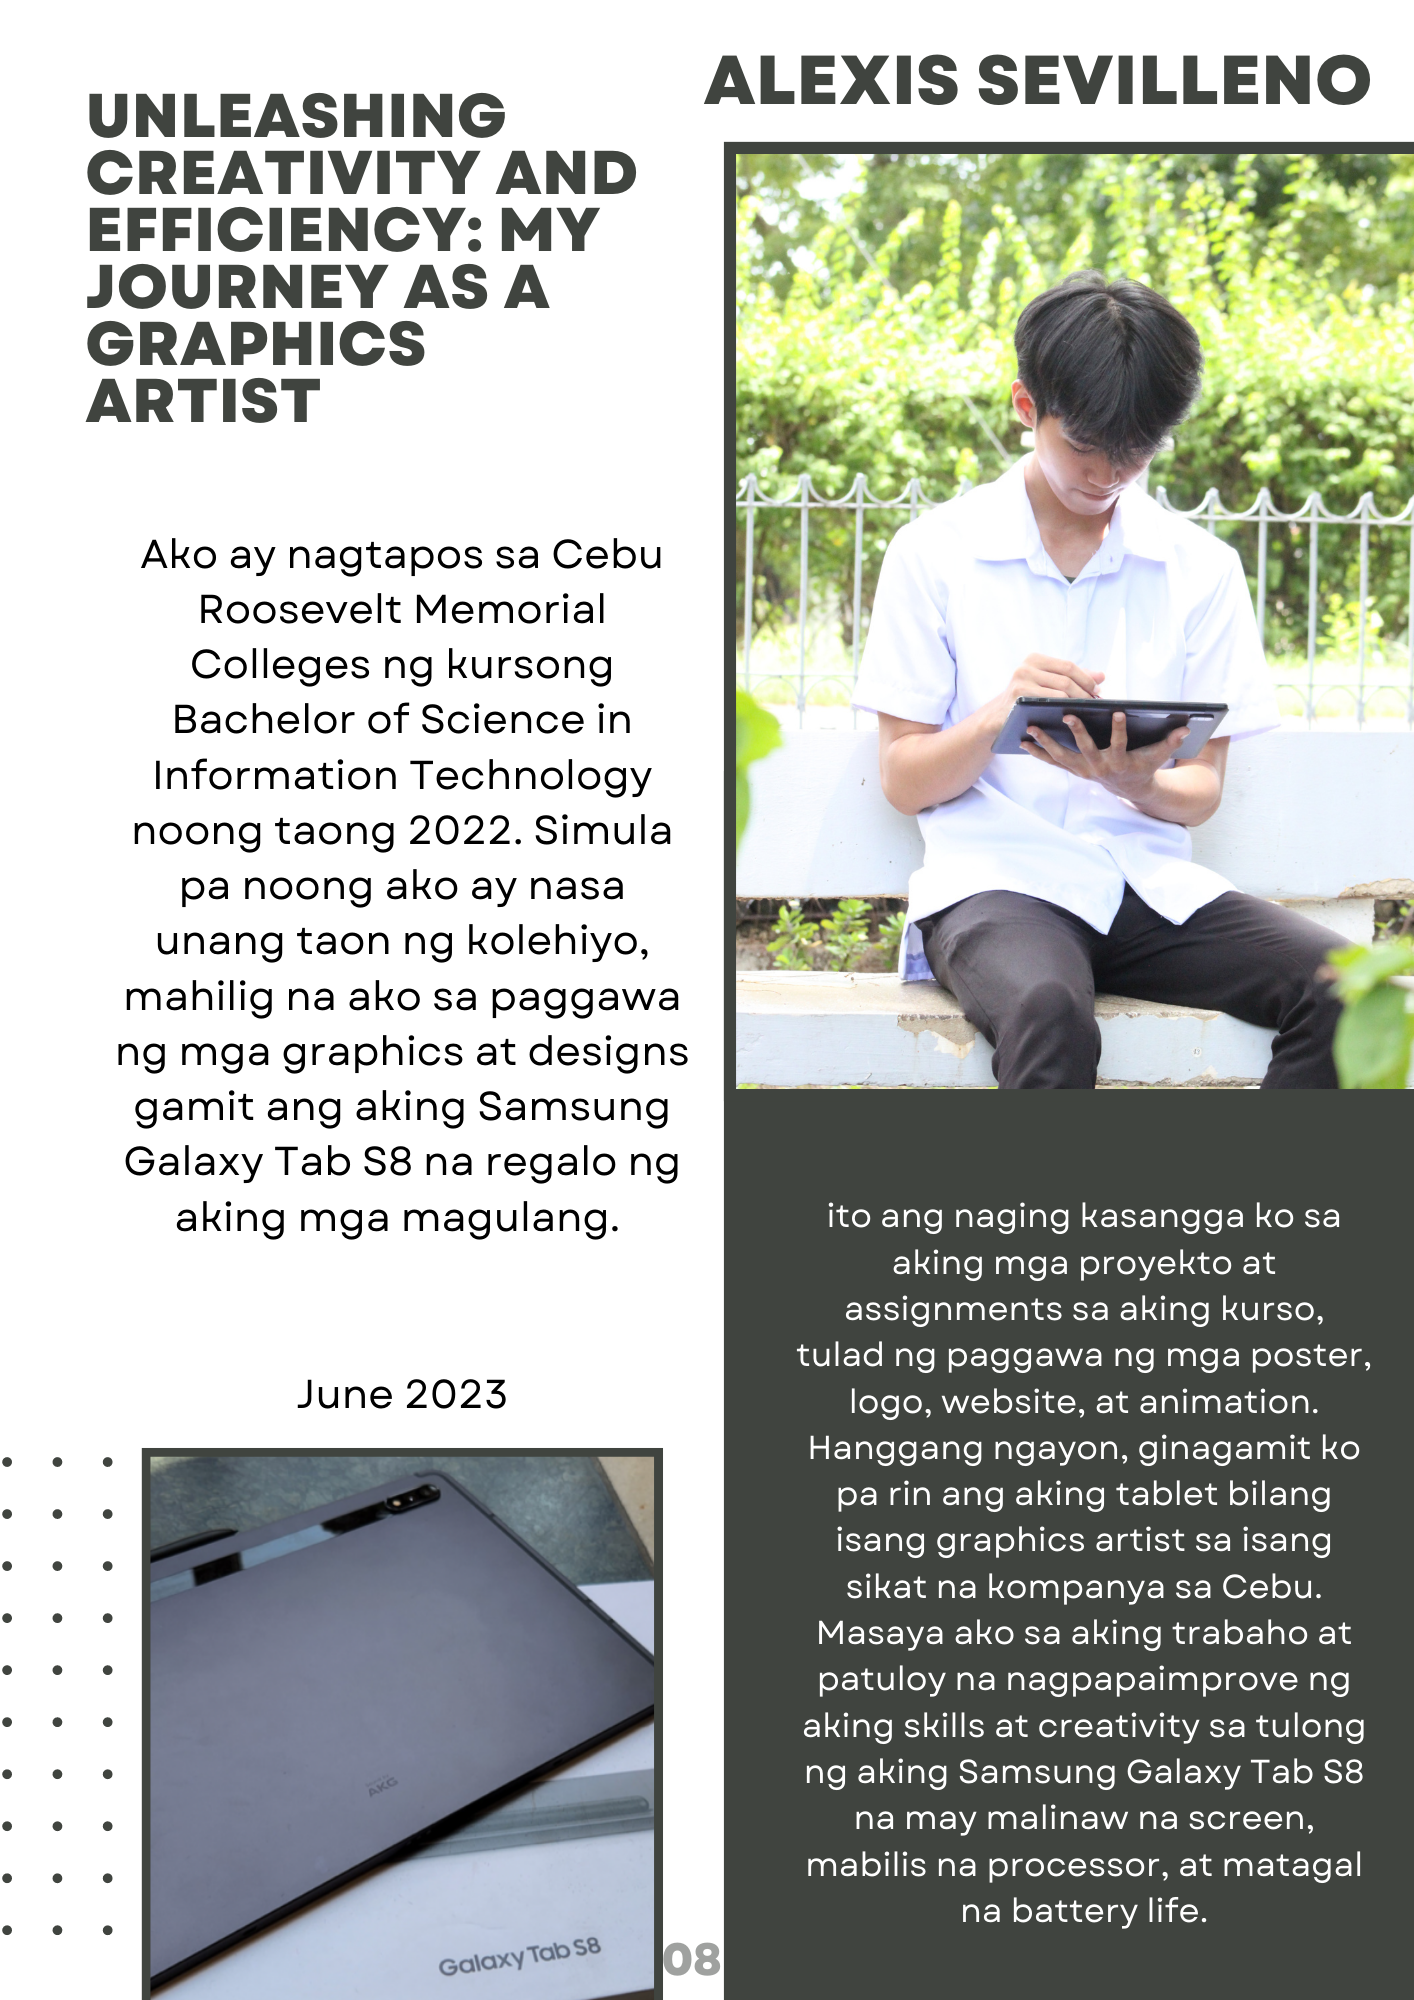 ALEXIS SEVILLENO
UNLEASHING
CREATIVITY AND
EFFICIENCY: MY
JOURNEY AS A
GRAPHICS
ARTIST
Ako ay nagtapos sa Cebu
Roosevelt Memorial
Colleges ng kursong
Bachelor of Science in
Information Technology
noong taong 2022. Simula
pa noong ako ay nasa
unang taon ng kolehiyo,
mahilig na ako sa paggawa
ng mga graphics at designs
gamit ang aking Samsung
Galaxy Tab S8 na regalo ng
aking mga magulang.
June 2023
AKG
Galaxy Tab S8
08
ito ang naging kasangga ko sa
aking mga proyekto at
assignments sa aking kurso,
tulad ng paggawa ng mga poster,
logo, website, at animation.
Hanggang ngayon, ginagamit ko
pa rin ang aking tablet bilang
isang graphics artist sa isang
sikat na kompanya sa Cebu.
Masaya ako sa aking trabaho at
patuloy na nagpapaimprove ng
aking skills at creativity sa tulong
ng aking Samsung Galaxy Tab S8
na may malinaw na screen,
mabilis na processor, at matagal
na battery life.